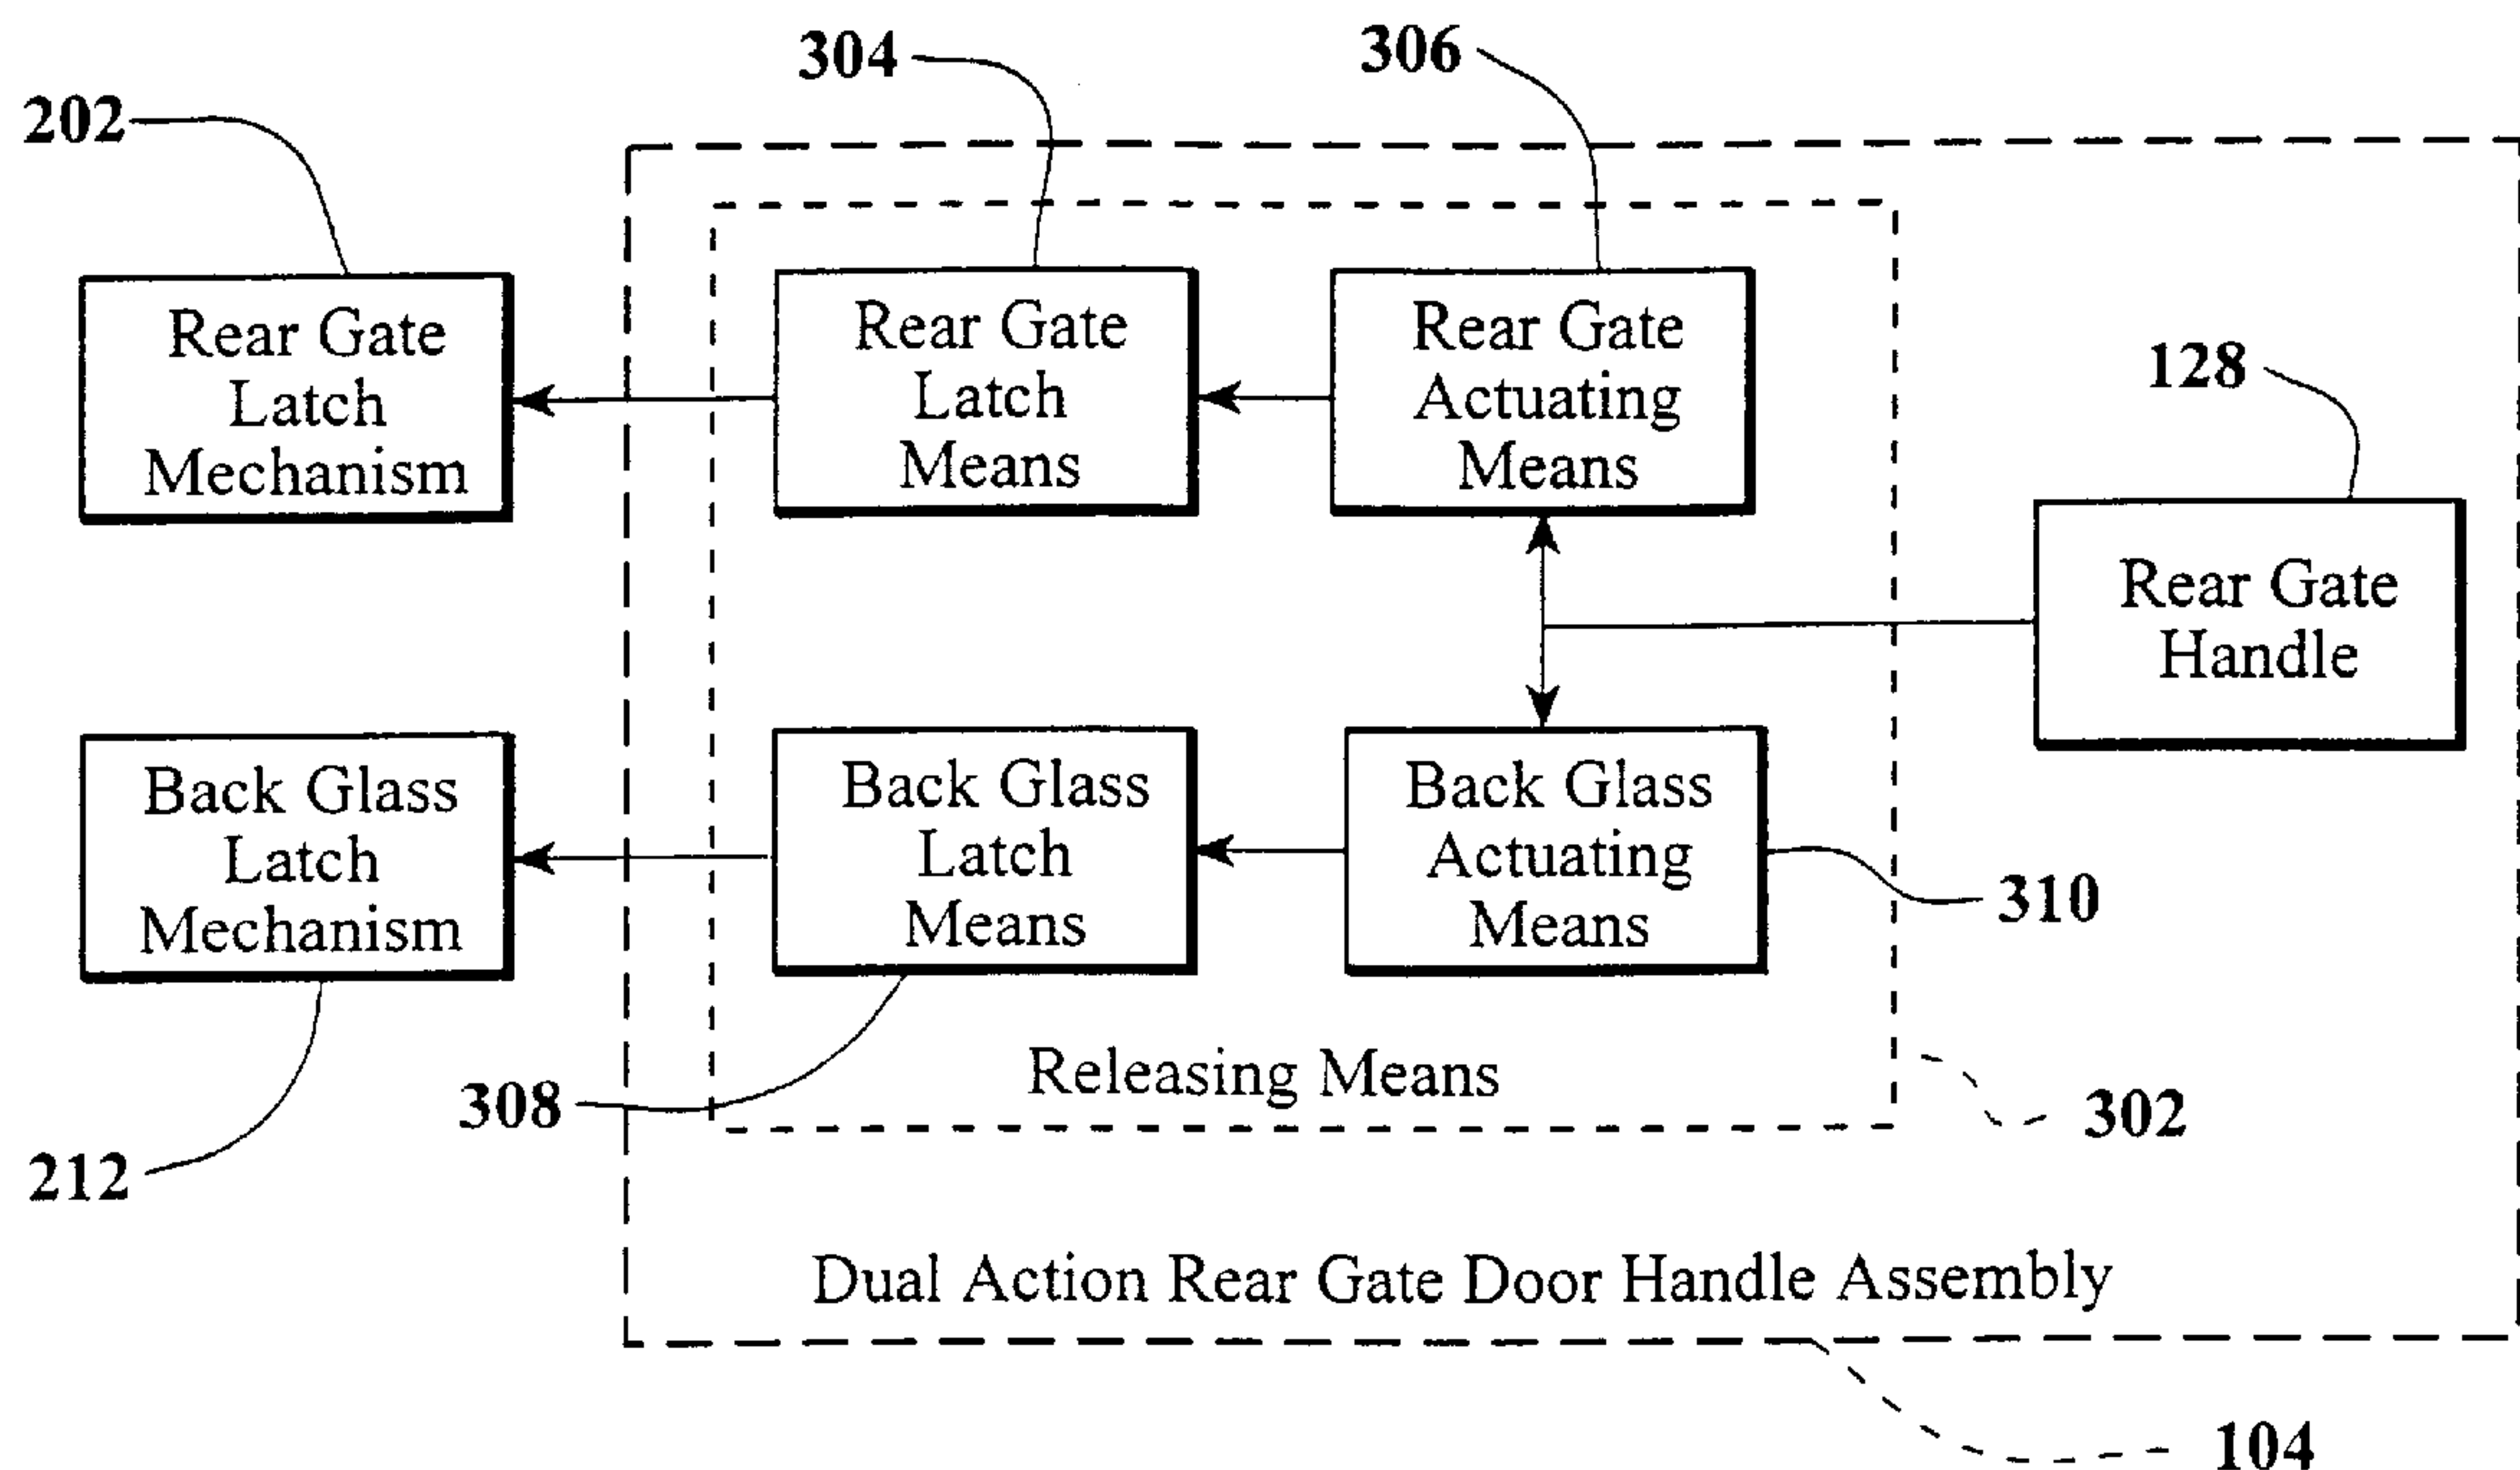 304
306
202
128
Rear Gate
Latch
Mechanism
Rear Gate
Latch
Means
Rear Gate
Actuating
Means
Rear Gate
Handle
Back Glass
Latch
Mechanism
Back Glass
Latch
Means
Back Glass
Actuating
Means
310
Releasing Means
308
302
212
Dual Action Rear Gate Door Handle Assembly
104